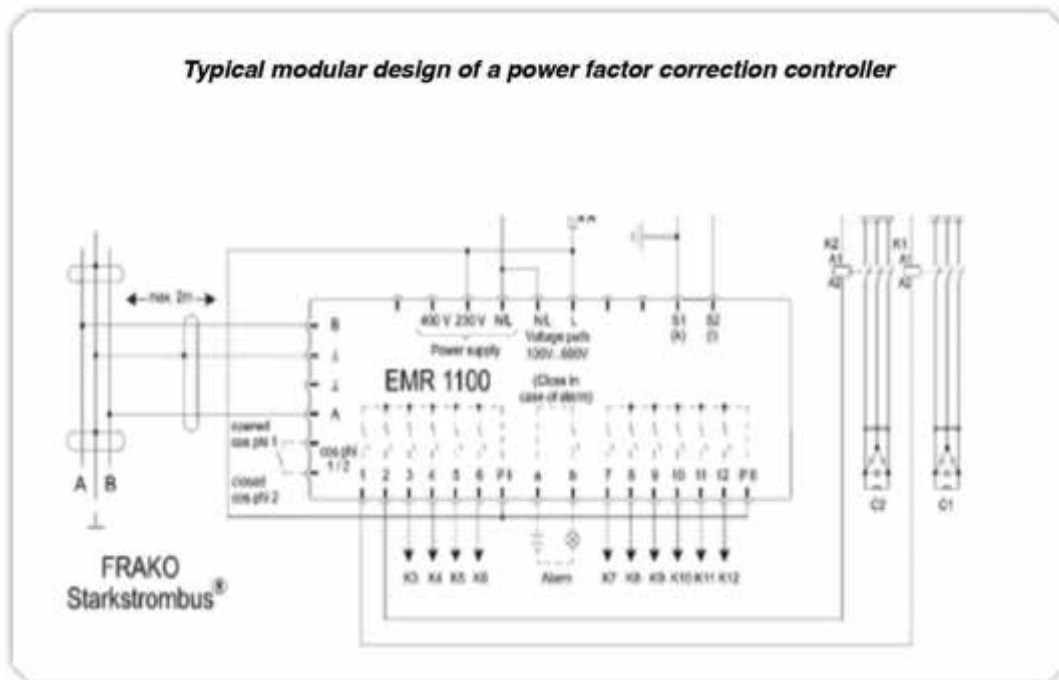 Typical modular design of a power factor correction controller
K2 K1
A1 A1
A2 A2
max. 2m
B
400 V 230 V N/L N/L L S1 S2
(k) (l)
Power supply
Voltage path
100V...600V
EMR 1100
(Close in
case of alarm)
A
opened
cos phi 1
cos phi
1 / 2
closed
cos phi 2
1 2 3 4 5 6 P I a b 7 8 9 10 11 12 P II
A B
C2 C1
K3 K4 K5 K6 Alarm K7 K8 K9 K10 K11 K12
FRAKO
Starkstrombus®